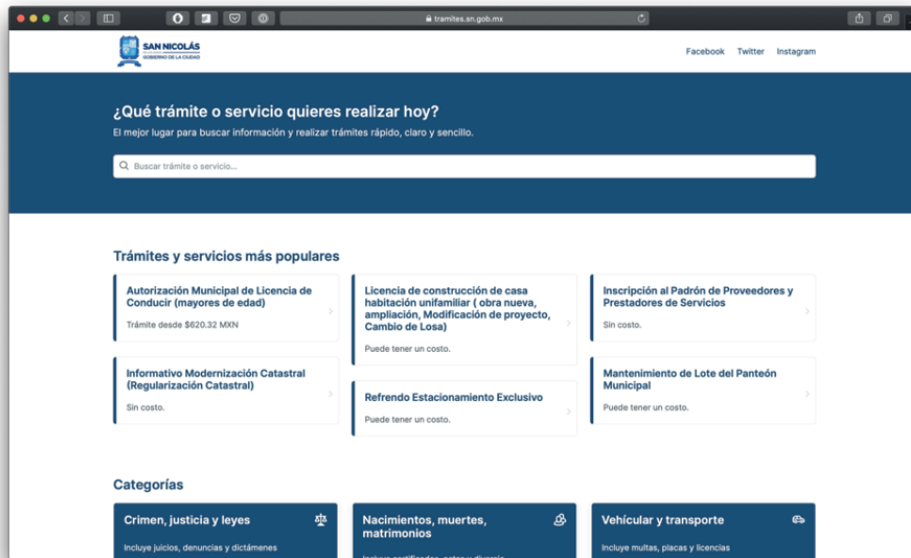 tramites.sn.gob.mx
SAN NICOLÁS
GOBIERNO DE LA CIUDAD
Facebook Twitter Instagram
¿Qué trámite o servicio quieres realizar hoy?
El mejor lugar para buscar información y realizar trámites rápido, claro y sencillo.
Buscar trámite o servicio...
Trámites y servicios más populares
Autorización Municipal de Licencia de
Conducir (mayores de edad)
Trámite desde $620.32 MXN
Licencia de construcción de casa
habitación unifamiliar ( obra nueva,
ampliación, Modificación de proyecto,
Cambio de Losa)
Puede tener un costo.
Inscripción al Padrón de Proveedores y
Prestadores de Servicios
Sin costo.
Informativo Modernización Catastral
(Regularización Catastral)
Sin costo.
Refrendo Estacionamiento Exclusivo
Puede tener un costo.
Mantenimiento de Lote del Panteón
Municipal
Puede tener un costo.
Categorías
Crimen, justicia y leyes
Incluye juicios, denuncias y dictámenes
Nacimientos, muertes,
matrimonios
Incluye certificados, actas y divorcio
Vehícular y transporte
Incluye multas, placas y licencias